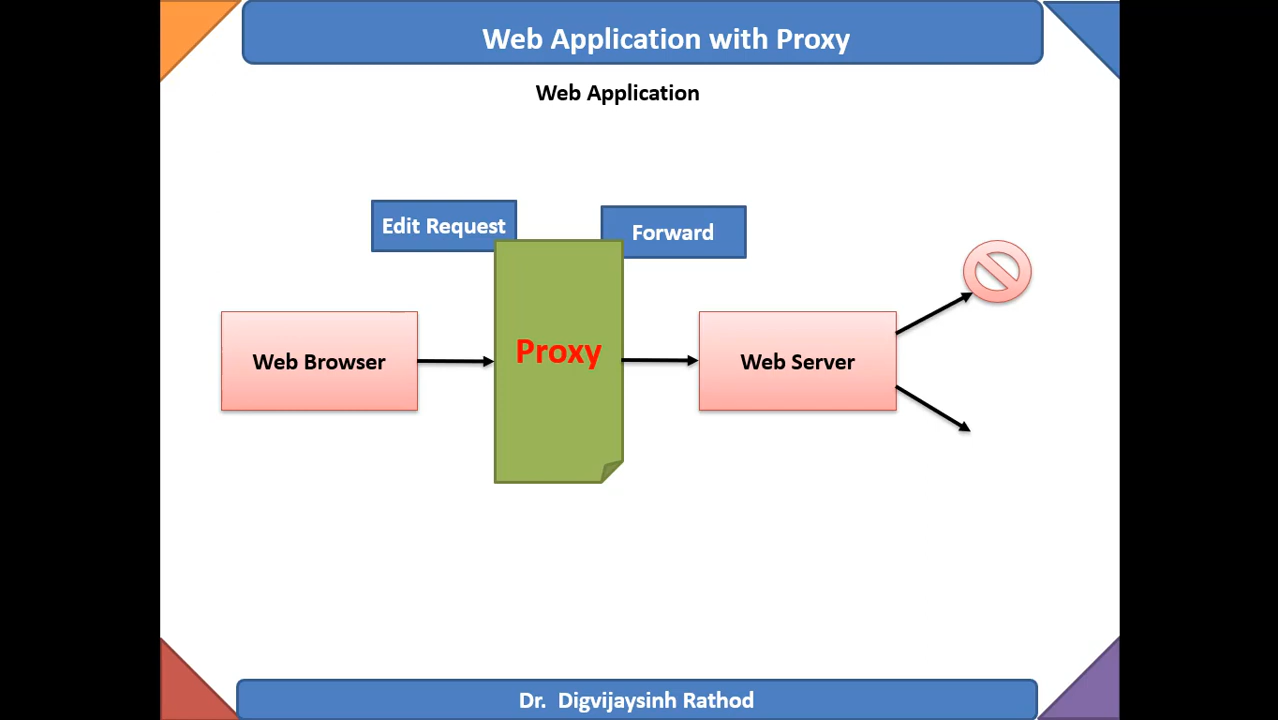 Web Application with Proxy
Web Application
Edit Request
Forward
Web Browser
Proxy
Web Server
Dr. Digvijaysinh Rathod